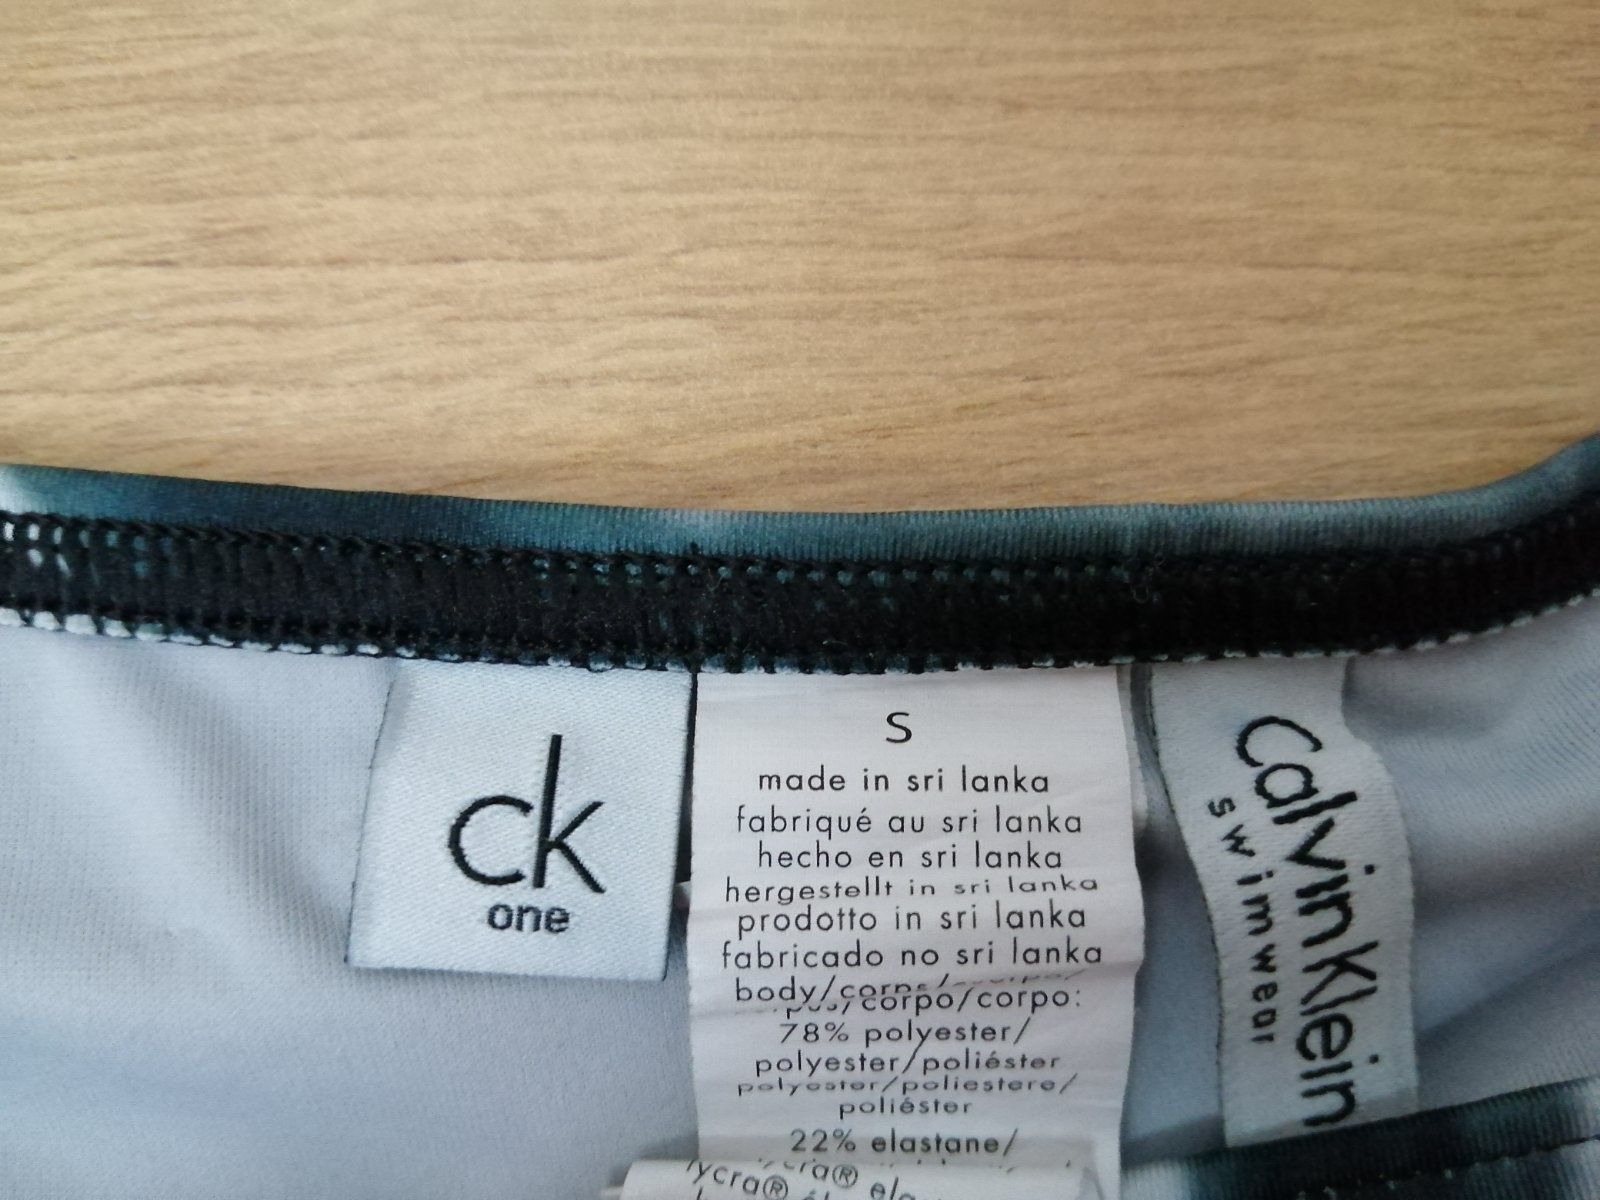 ck
one
S
made in sri lanka
fabriqué au sri lanka
hecho en sri lanka
hergestellt in sri lanka
prodotto in sri lanka
fabricado no sri lanka
body/corps/
corpo/corpo:
78% polyester/
polyester/poliéster
polyester/poliestere/
poliéster
22% elastane/
lycra®
CalvinKlein
swimwear